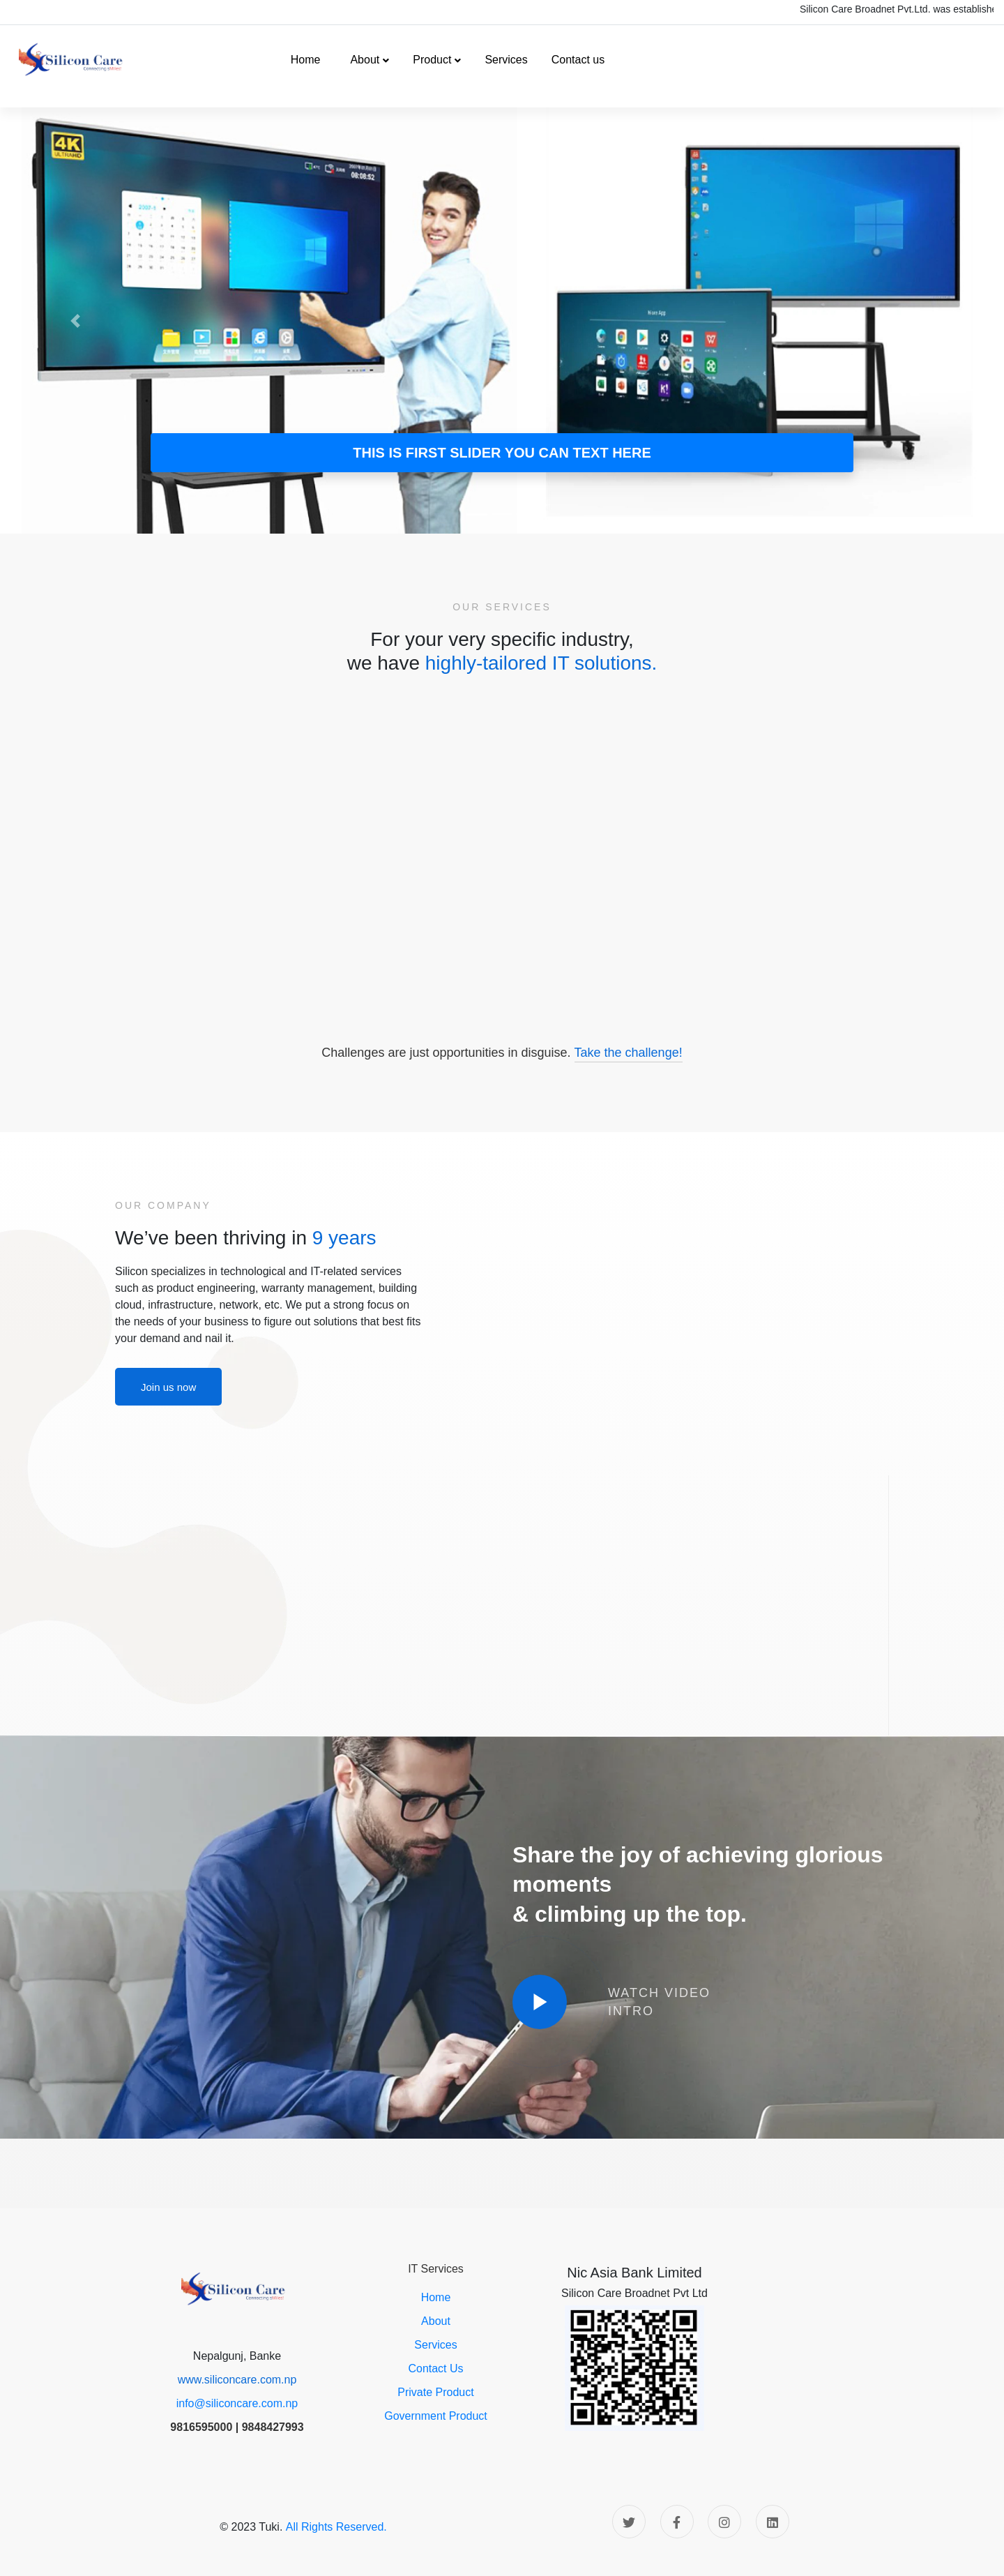 Silicon Care Broadnet Pvt.Ltd. was establishe
Silicon Care
Home About Product Services Contact us
4K
ULTRA HD
08:08:52
THIS IS FIRST SLIDER YOU CAN TEXT HERE
OUR SERVICES
For your very specific industry,
we have highly-tailored IT solutions.
Challenges are just opportunities in disguise. Take the challenge!
OUR COMPANY
We’ve been thriving in 9 years
Silicon specializes in technological and IT-related services
such as product engineering, warranty management, building
cloud, infrastructure, network, etc. We put a strong focus on
the needs of your business to figure out solutions that best fits
your demand and nail it.
Join us now
Share the joy of achieving glorious
moments
& climbing up the top.
WATCH VIDEO
INTRO
Silicon Care
Nepalgunj, Banke
www.siliconcare.com.np
info@siliconcare.com.np
9816595000 | 9848427993
IT Services
Home
About
Services
Contact Us
Private Product
Government Product
Nic Asia Bank Limited
Silicon Care Broadnet Pvt Ltd
© 2023 Tuki. All Rights Reserved.